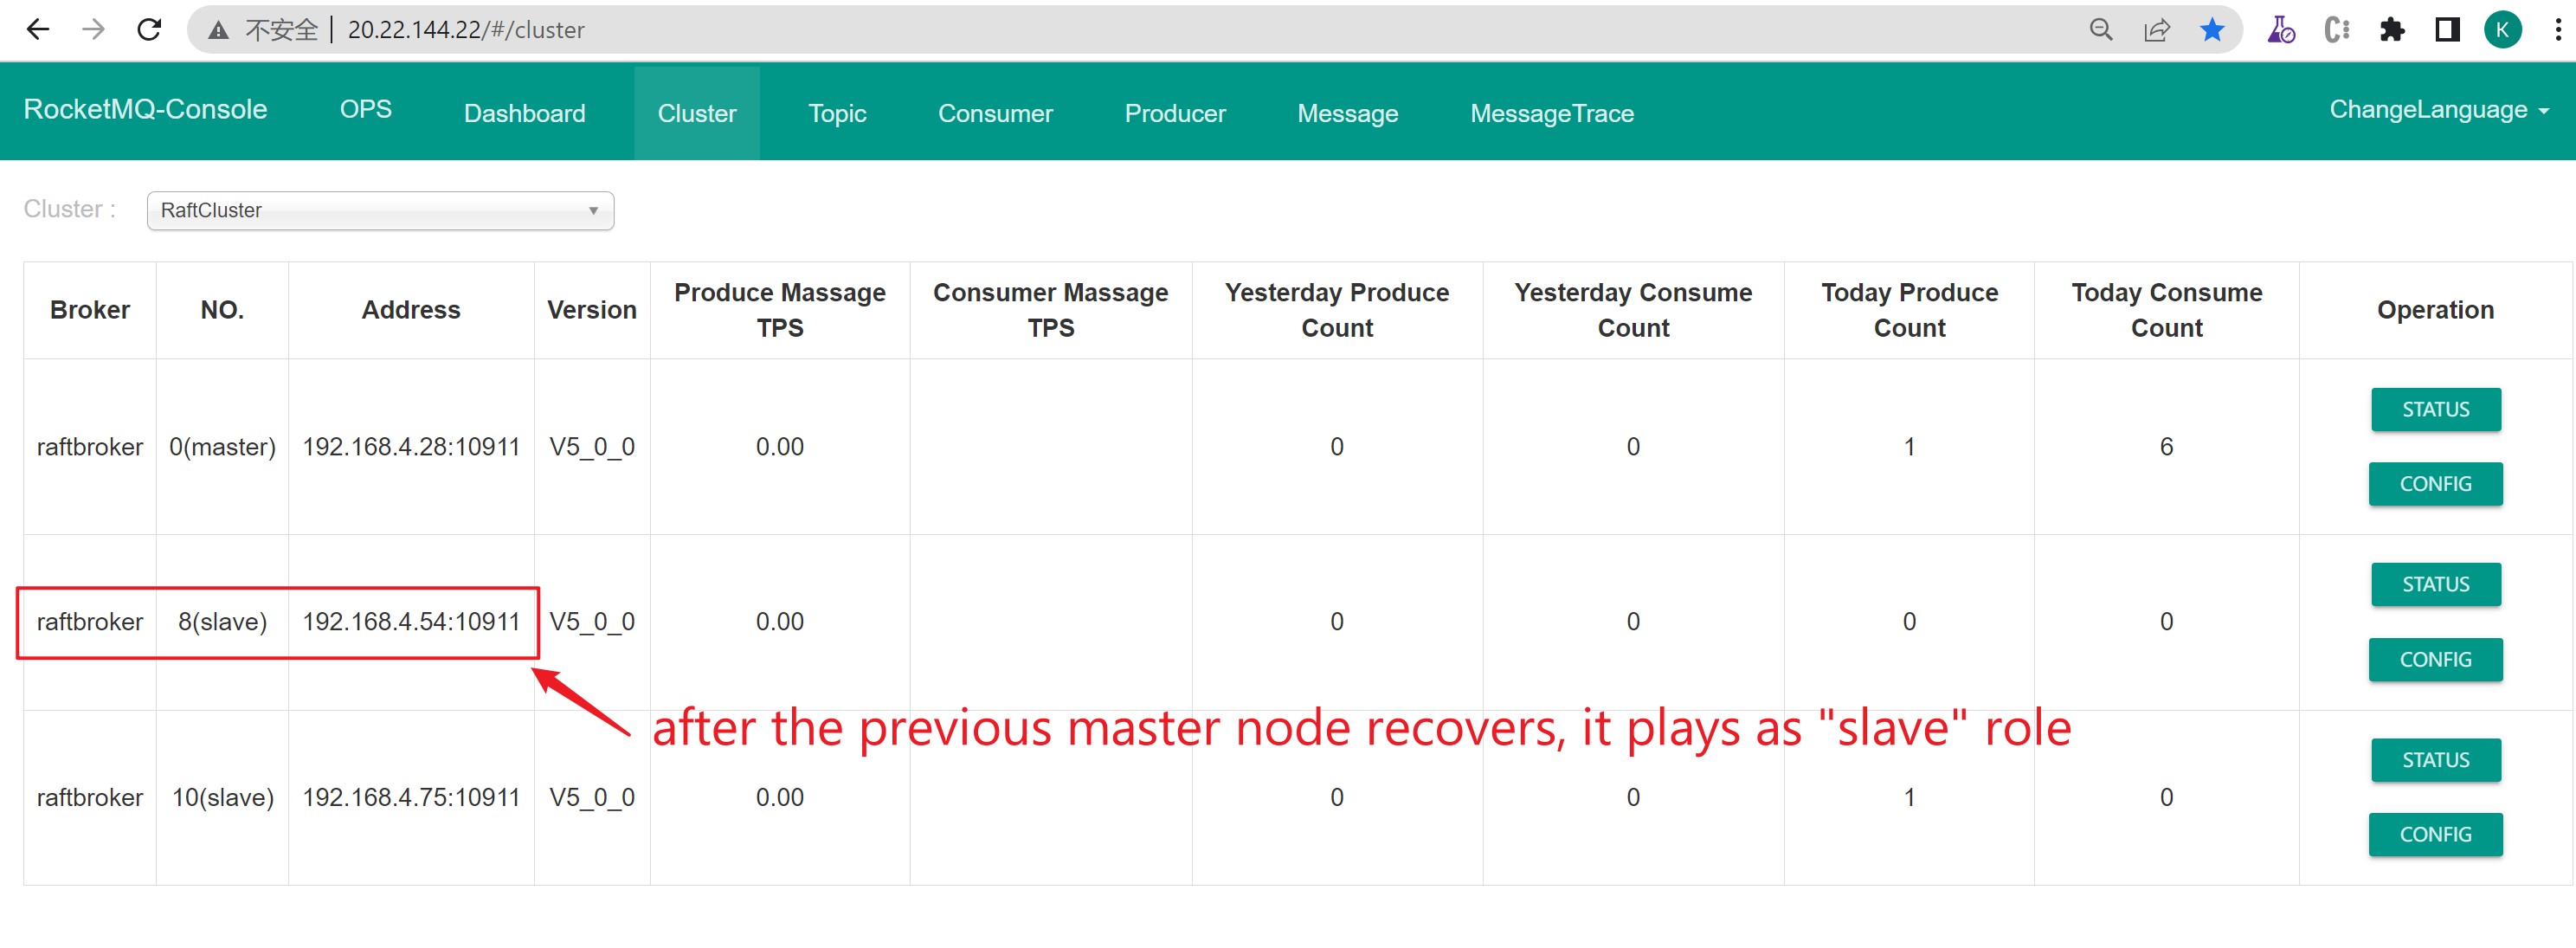 不安全 20.22.144.22/#/cluster K
RocketMQ-Console OPS Dashboard Cluster Topic Consumer Producer Message MessageTrace ChangeLanguage
Cluster : RaftCluster
Broker NO. Address Version Produce Massage TPS Consumer Massage TPS Yesterday Produce Count Yesterday Consume Count Today Produce Count Today Consume Count Operation
raftbroker 0(master) 192.168.4.28:10911 V5_0_0 0.00 0 0 1 6 STATUS
CONFIG
raftbroker 8(slave) 192.168.4.54:10911 V5_0_0 0.00 0 0 0 0 STATUS
CONFIG
after the previous master node recovers, it plays as "slave" role
raftbroker 10(slave) 192.168.4.75:10911 V5_0_0 0.00 0 0 1 0 STATUS
CONFIG